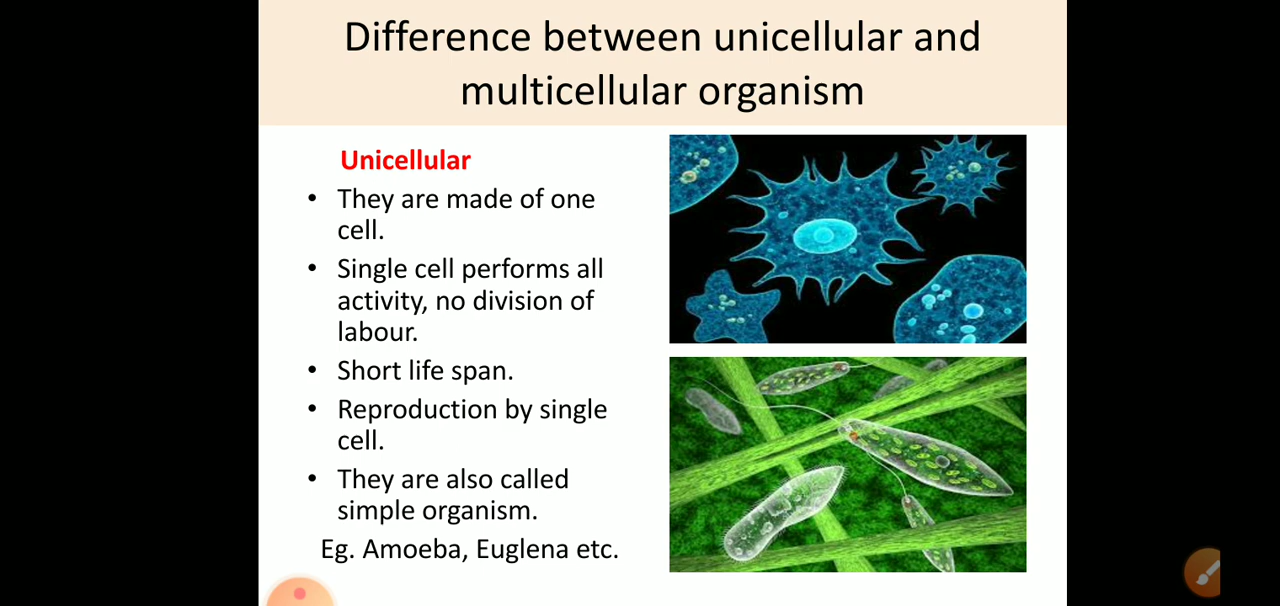 Difference between unicellular and
multicellular organism
Unicellular
• They are made of one
cell.
• Single cell performs all
activity, no division of
labour.
• Short life span.
• Reproduction by single
cell.
• They are also called
simple organism.
Eg. Amoeba, Euglena etc.